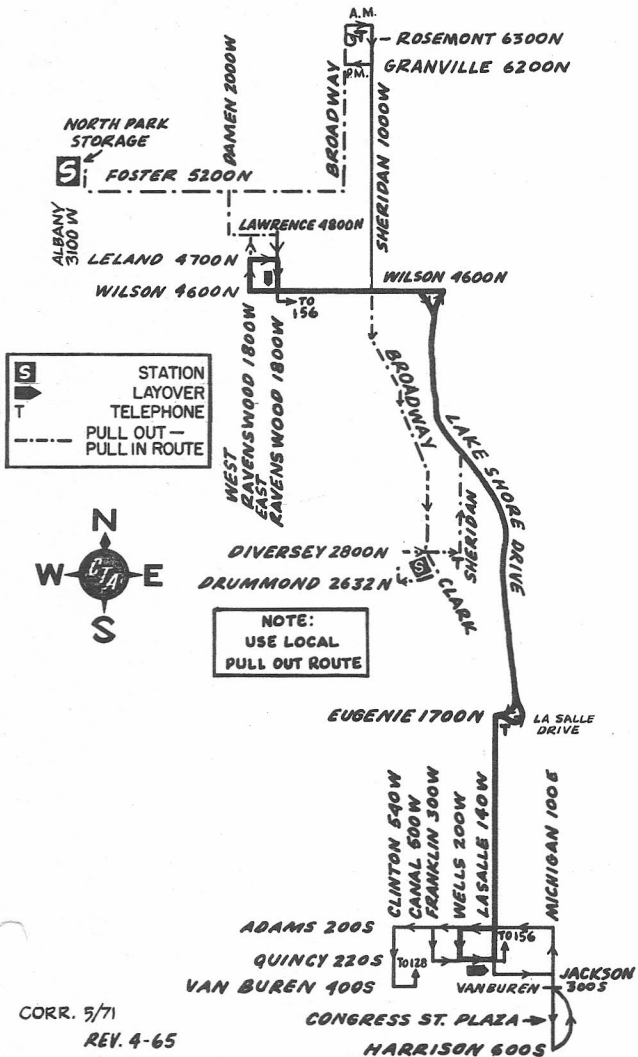 A.M.
ROSEMONT 6300N
P.M.
GRANVILLE 6200N
DAMEN 2000W
BROADWAY
SHERIDAN 1000W
NORTH PARK
STORAGE
S
FOSTER 5200N
ALBANY
3100 W
LAWRENCE 4800N
LELAND 4700N
WILSON 4600N
WILSON 4600N
TO
156
T
WEST
RAVENSWOOD 1800W
EAST
RAVENSWOOD 1800W
S STATION
LAYOVER
T TELEPHONE
PULL OUT —
PULL IN ROUTE
BROADWAY
LAKE SHORE DRIVE
SHERIDAN
N
W CTA E
S
DIVERSEY 2800N
S
CLARK
DRUMMOND 2632N
NOTE:
USE LOCAL
PULL OUT ROUTE
EUGENIE 1700N
T
LA SALLE
DRIVE
CLINTON 540W
CANAL 500W
FRANKLIN 300W
WELLS 200W
LASALLE 140W
MICHIGAN 100E
ADAMS 200S
TO 156
QUINCY 220S
TO 128
VAN BUREN 400S
VAN BUREN
JACKSON
300S
CONGRESS ST. PLAZA
HARRISON 600S
CORR. 5/71
REV. 4-65